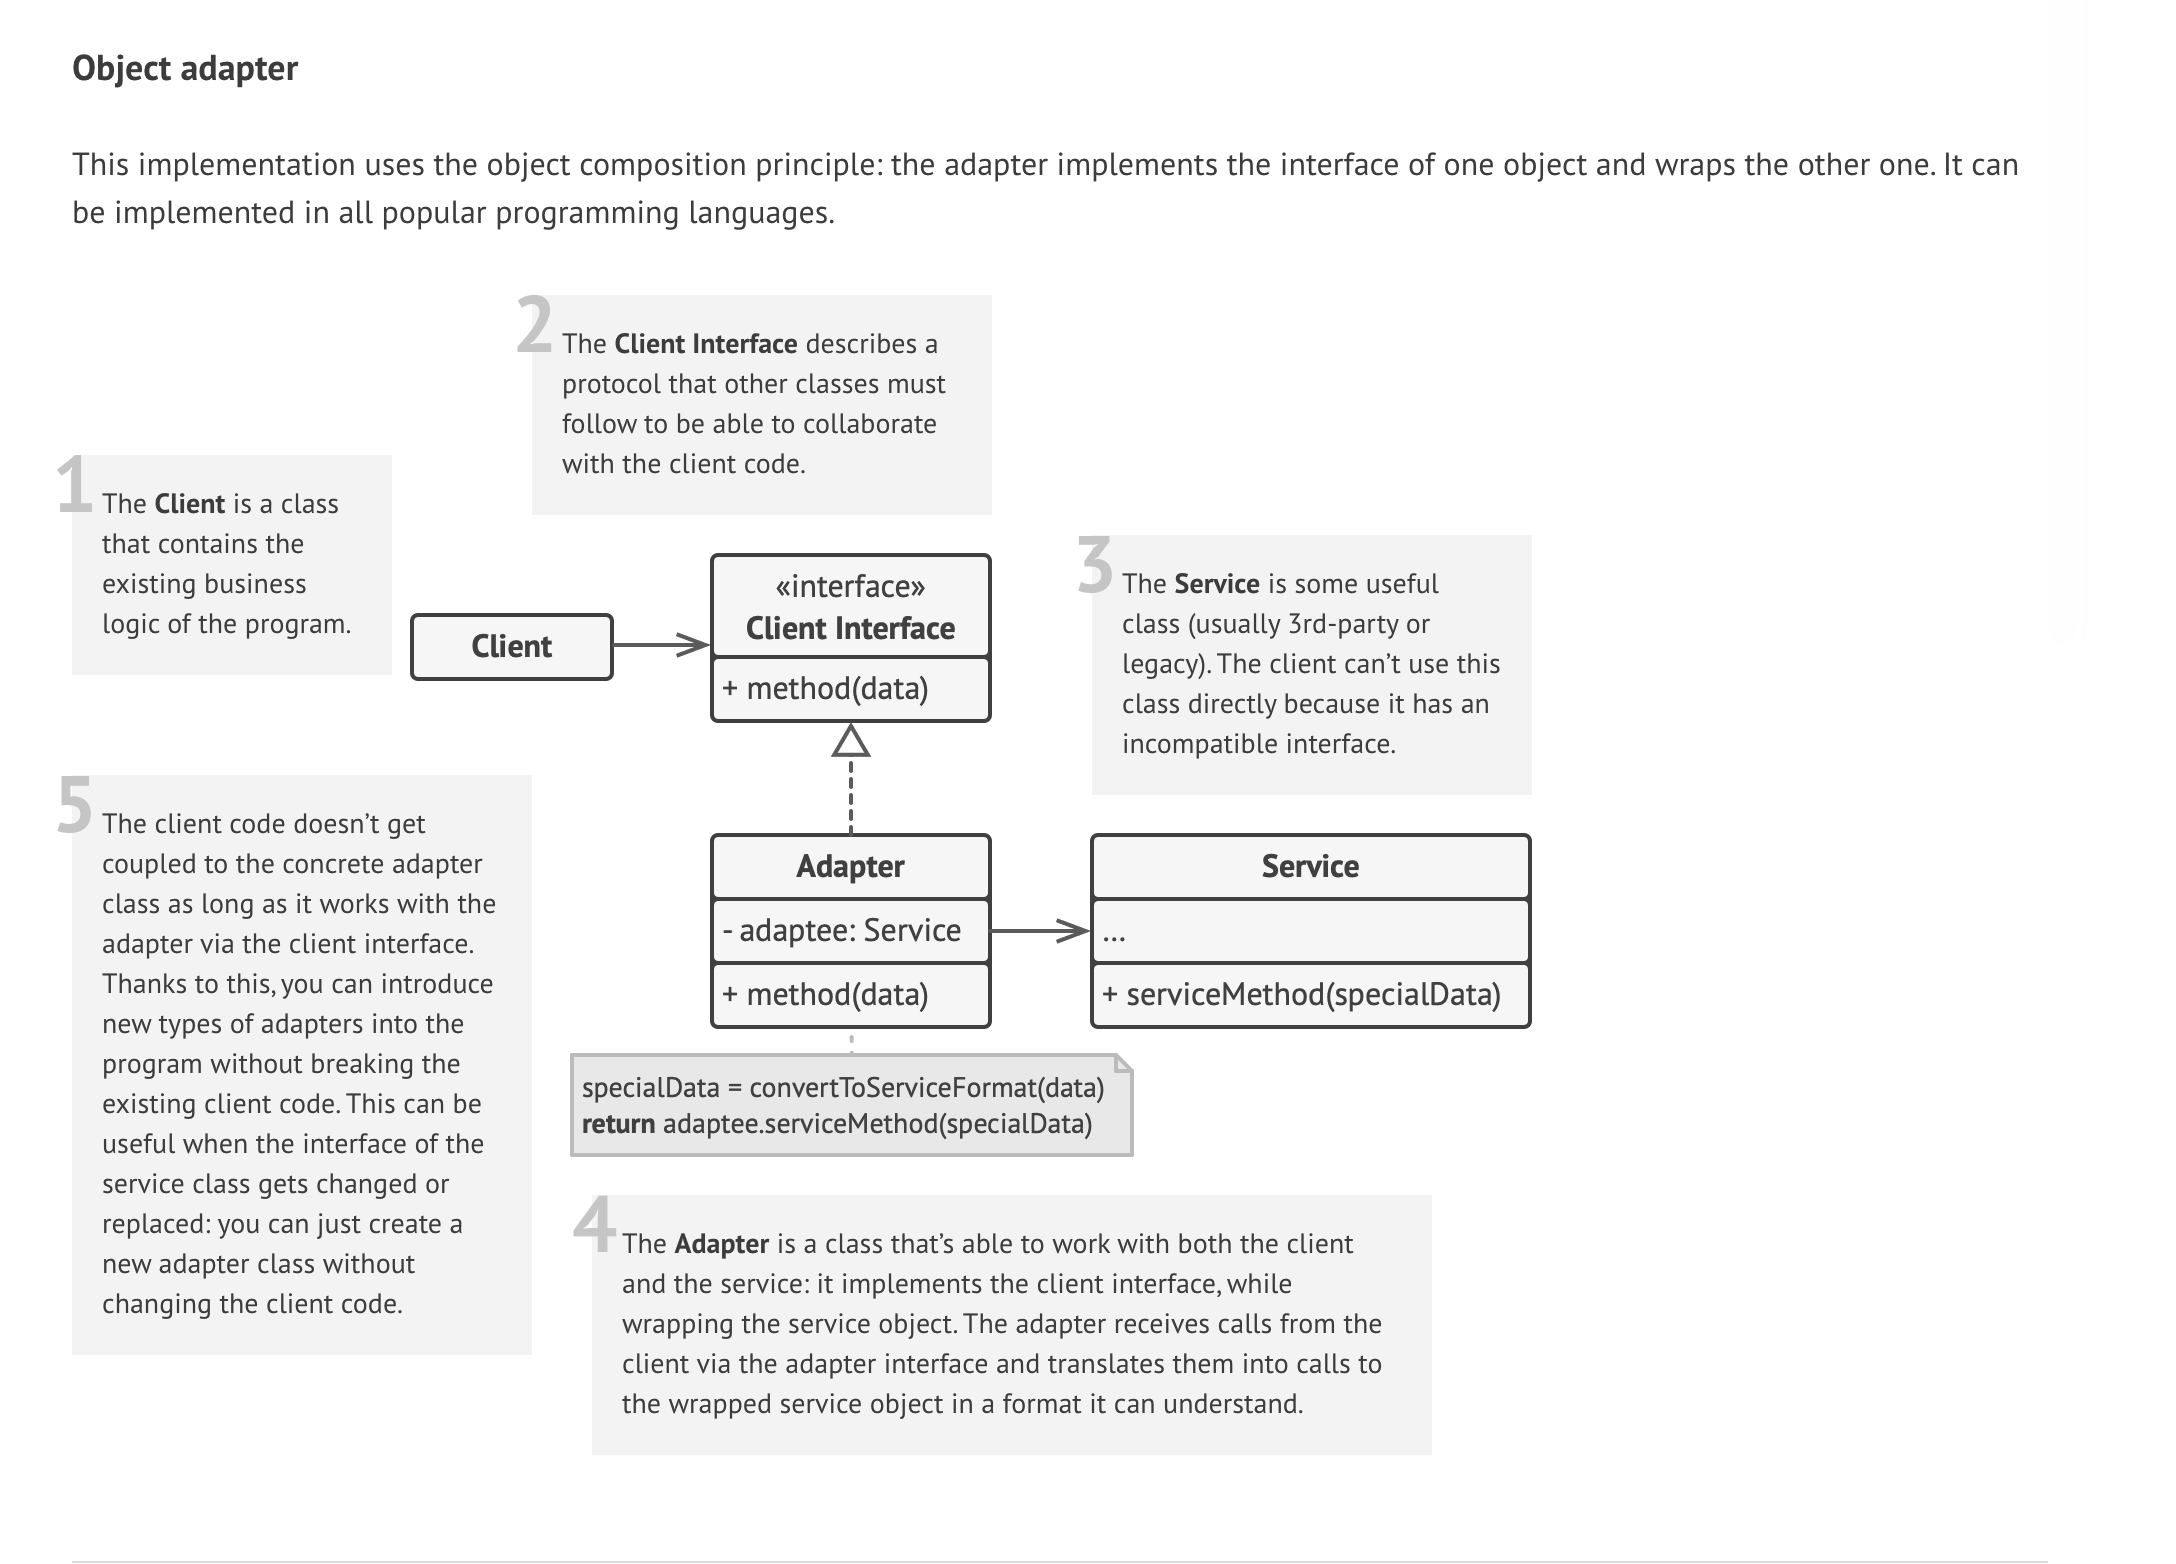 Object adapter
This implementation uses the object composition principle: the adapter implements the interface of one object and wraps the other one. It can
be implemented in all popular programming languages.
1
The Client is a class
that contains the
existing business
logic of the program.
2
The Client Interface describes a
protocol that other classes must
follow to be able to collaborate
with the client code.
Client
«interface»
Client Interface
+ method(data)
3
The Service is some useful
class (usually 3rd-party or
legacy). The client can’t use this
class directly because it has an
incompatible interface.
Adapter
- adaptee: Service
+ method(data)
Service
...
+ serviceMethod(specialData)
specialData = convertToServiceFormat(data)
return adaptee.serviceMethod(specialData)
4
The Adapter is a class that’s able to work with both the client
and the service: it implements the client interface, while
wrapping the service object. The adapter receives calls from the
client via the adapter interface and translates them into calls to
the wrapped service object in a format it can understand.
5
The client code doesn’t get
coupled to the concrete adapter
class as long as it works with the
adapter via the client interface.
Thanks to this, you can introduce
new types of adapters into the
program without breaking the
existing client code. This can be
useful when the interface of the
service class gets changed or
replaced: you can just create a
new adapter class without
changing the client code.